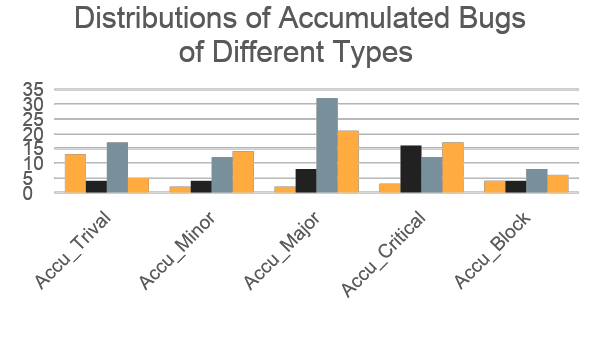 Distributions of Accumulated Bugs
of Different Types
35
30
25
20
15
10
5
0
Accu_Trival
Accu_Minor
Accu_Major
Accu_Critical
Accu_Block